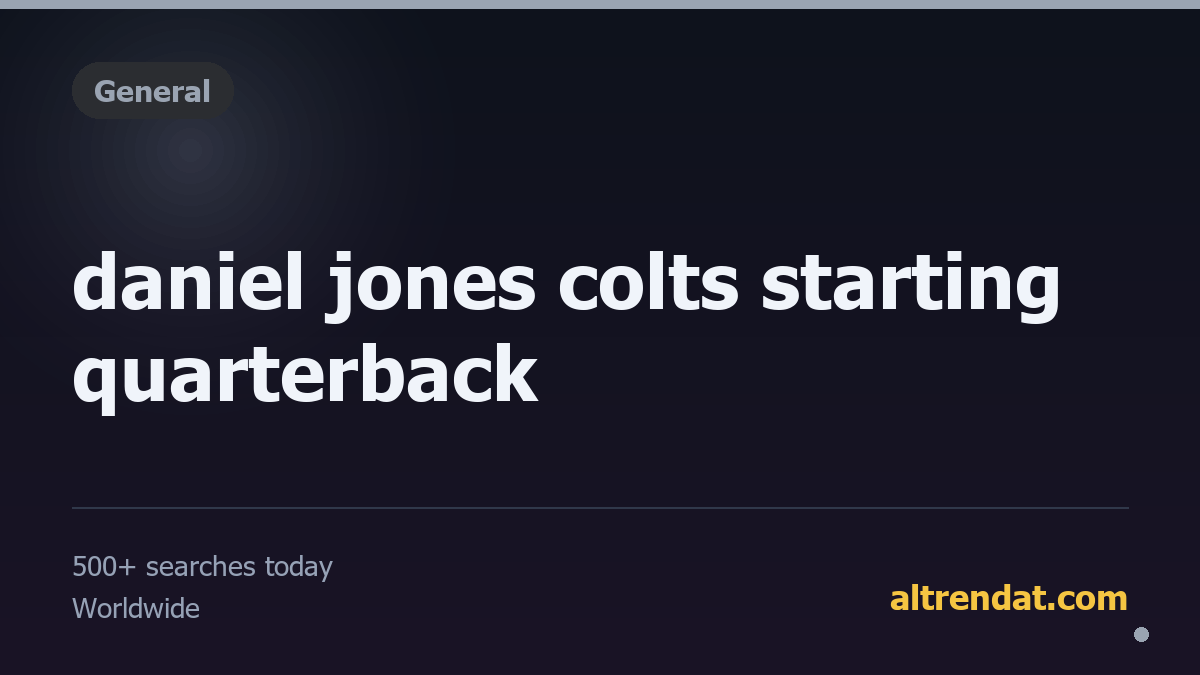 General
daniel jones colts starting
quarterback
500+ searches today
Worldwide
altrendat.com